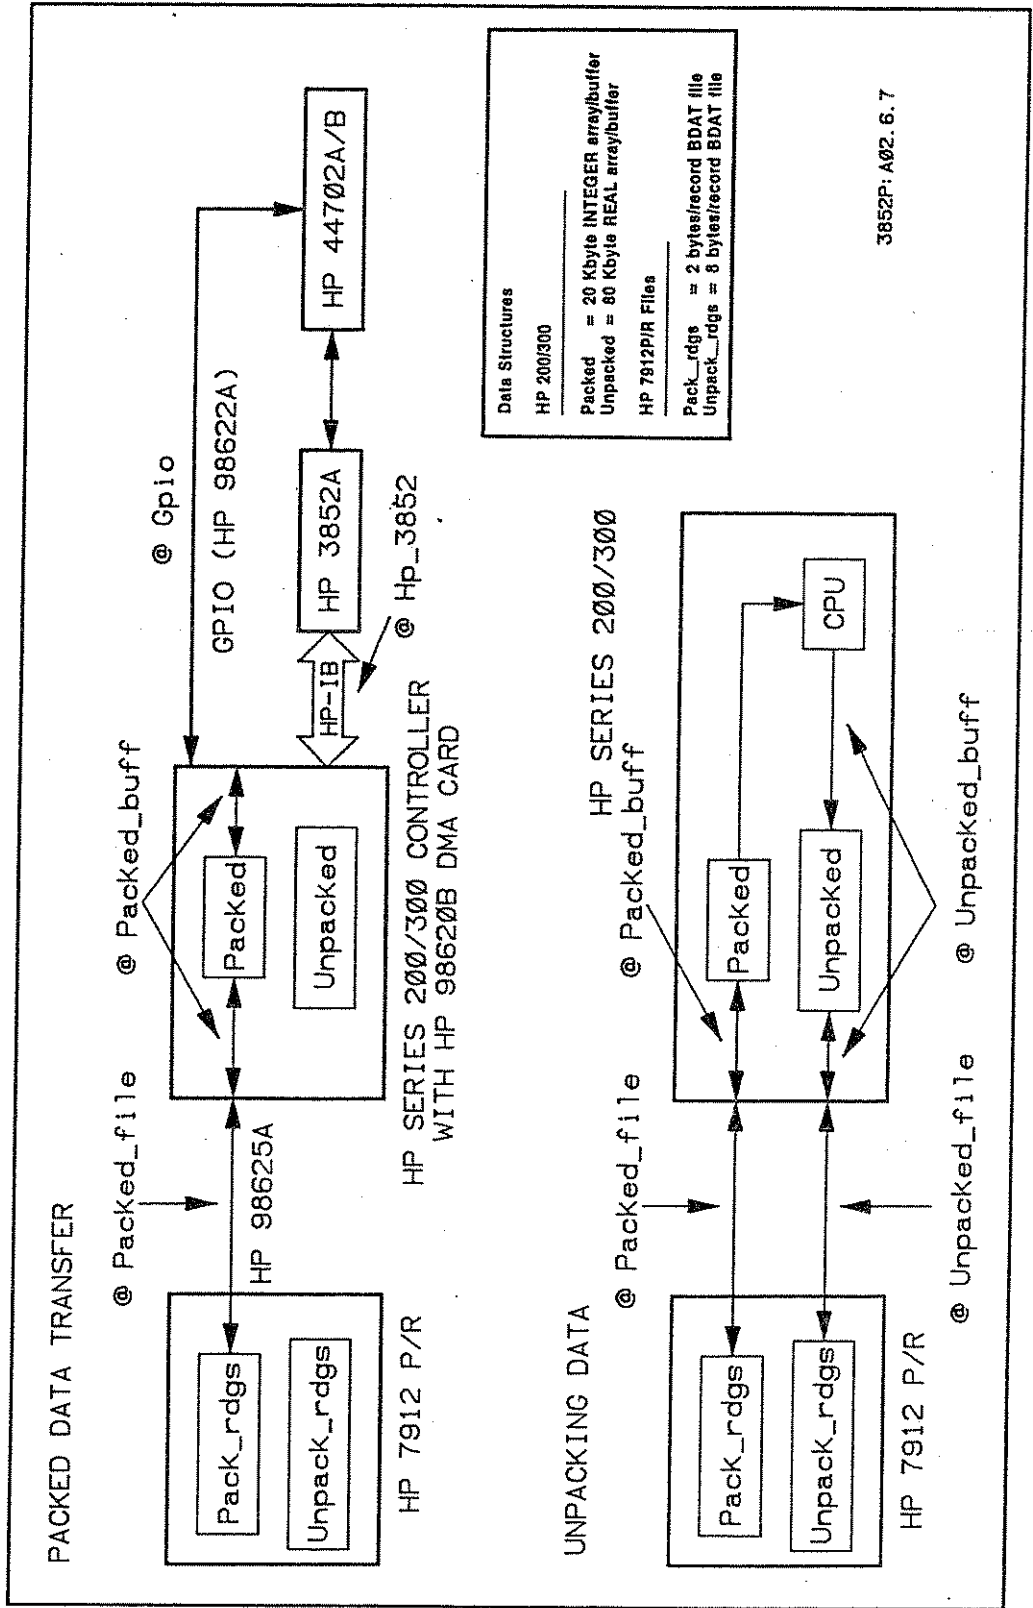 PACKED DATA TRANSFER
@ Packed_file
@ Packed_buff
@ Gpio
GPIO (HP 98622A)
Pack_rdgs
Unpack_rdgs
HP 7912 P/R
HP 98625A
Packed
Unpacked
HP SERIES 200/300 CONTROLLER
WITH HP 98620B DMA CARD
HP-IB
@ Hp_3852
HP 3852A
HP 44702A/B
UNPACKING DATA
@ Packed_file
@ Packed_buff
HP SERIES 200/300
Pack_rdgs
Unpack_rdgs
HP 7912 P/R
Packed
Unpacked
CPU
@ Unpacked_file
@ Unpacked_buff
Data Structures
HP 200/300
Packed = 20 Kbyte INTEGER array/buffer
Unpacked = 80 Kbyte REAL array/buffer
HP 7912P/R Files
Pack_rdgs = 2 bytes/record BDAT file
Unpack_rdgs = 8 bytes/record BDAT file
3852P: A02.6.7